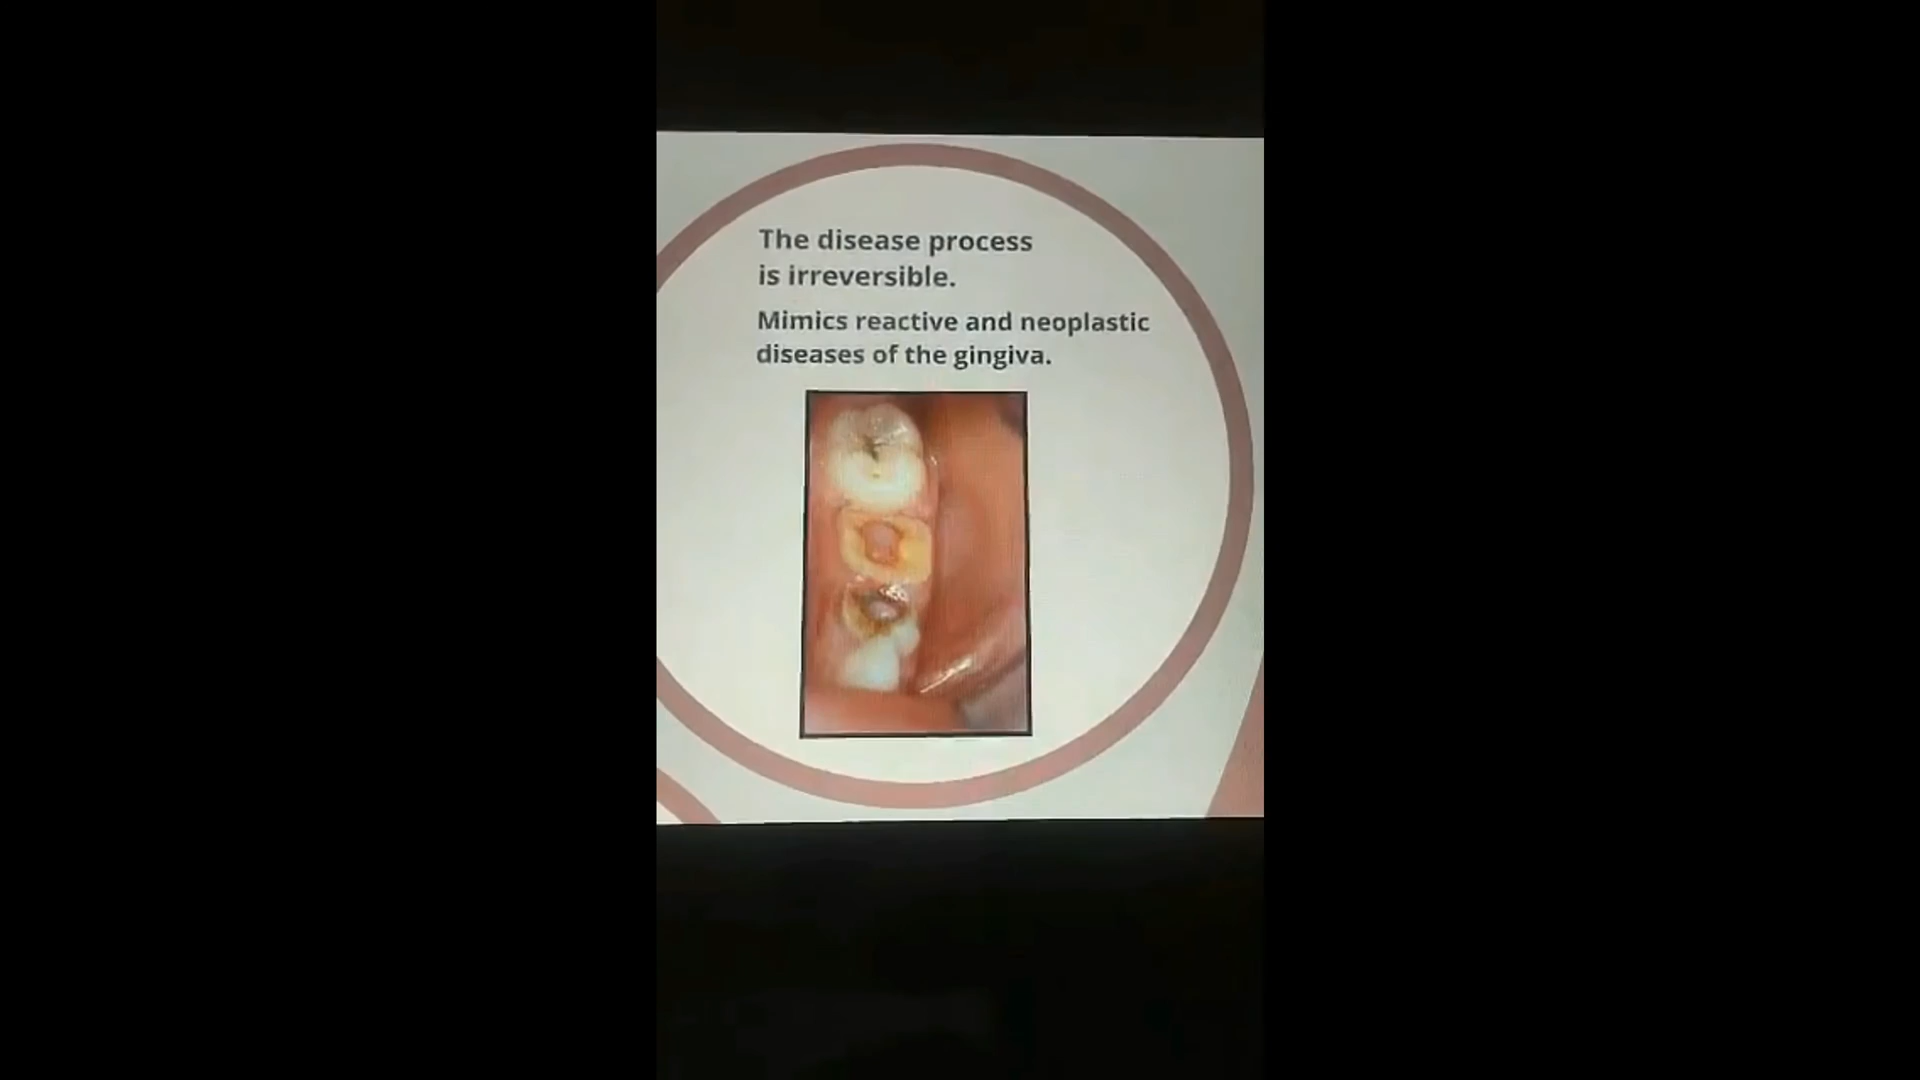 The disease process
is irreversible.
Mimics reactive and neoplastic
diseases of the gingiva.